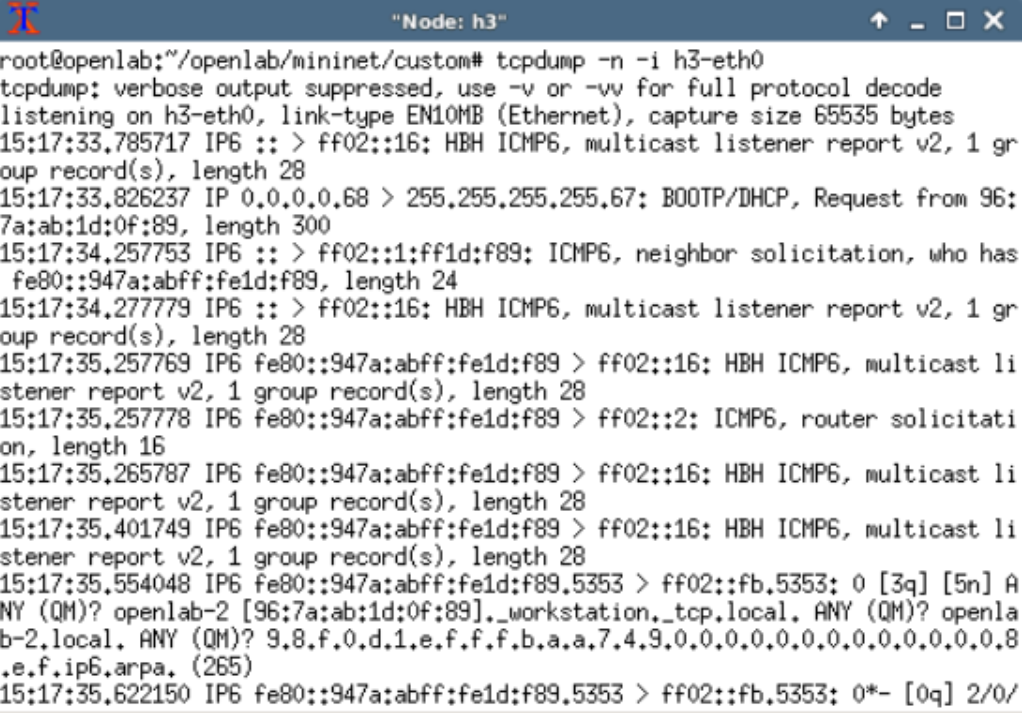 "Node: h3"
root@openlab:~/openlab/mininet/custom# tcpdump -n -i h3-eth0
tcpdump: verbose output suppressed, use -v or -vv for full protocol decode
listening on h3-eth0, link-type EN10MB (Ethernet), capture size 65535 bytes
15:17:33.785717 IP6 :: > ff02::16: HBH ICMP6, multicast listener report v2, 1 gr
oup record(s), length 28
15:17:33.826237 IP 0.0.0.0.68 > 255.255.255.255.67: BOOTP/DHCP, Request from 96:
7a:ab:1d:0f:89, length 300
15:17:34.257753 IP6 :: > ff02::1:ff1d:f89: ICMP6, neighbor solicitation, who has
 fe80::947a:abff:fe1d:f89, length 24
15:17:34.277779 IP6 :: > ff02::16: HBH ICMP6, multicast listener report v2, 1 gr
oup record(s), length 28
15:17:35.257769 IP6 fe80::947a:abff:fe1d:f89 > ff02::16: HBH ICMP6, multicast li
stener report v2, 1 group record(s), length 28
15:17:35.257778 IP6 fe80::947a:abff:fe1d:f89 > ff02::2: ICMP6, router solicitati
on, length 16
15:17:35.265787 IP6 fe80::947a:abff:fe1d:f89 > ff02::16: HBH ICMP6, multicast li
stener report v2, 1 group record(s), length 28
15:17:35.401749 IP6 fe80::947a:abff:fe1d:f89 > ff02::16: HBH ICMP6, multicast li
stener report v2, 1 group record(s), length 28
15:17:35.554048 IP6 fe80::947a:abff:fe1d:f89.5353 > ff02::fb.5353: 0 [3q] [5n] A
NY (QM)? openlab-2 [96:7a:ab:1d:0f:89]._workstation._tcp.local. ANY (QM)? openla
b-2.local. ANY (QM)? 9.8.f.0.d.1.e.f.f.f.b.a.a.7.4.9.0.0.0.0.0.0.0.0.0.0.0.0.0.8
.e.f.ip6.arpa. (265)
15:17:35.622150 IP6 fe80::947a:abff:fe1d:f89.5353 > ff02::fb.5353: 0*- [0q] 2/0/